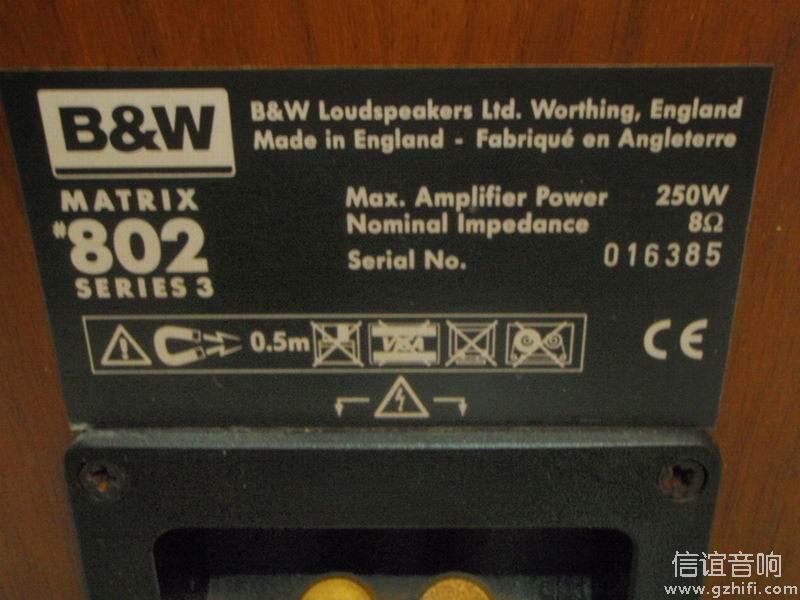 B&W
B&W Loudspeakers Ltd. Worthing, England
Made in England - Fabriqué en Angleterre
MATRIX
#802
SERIES 3
Max. Amplifier Power 250W
Nominal Impedance 8Ω
Serial No. 016385
0.5m
VISA
CE
信谊音响
www.gzhifi.com